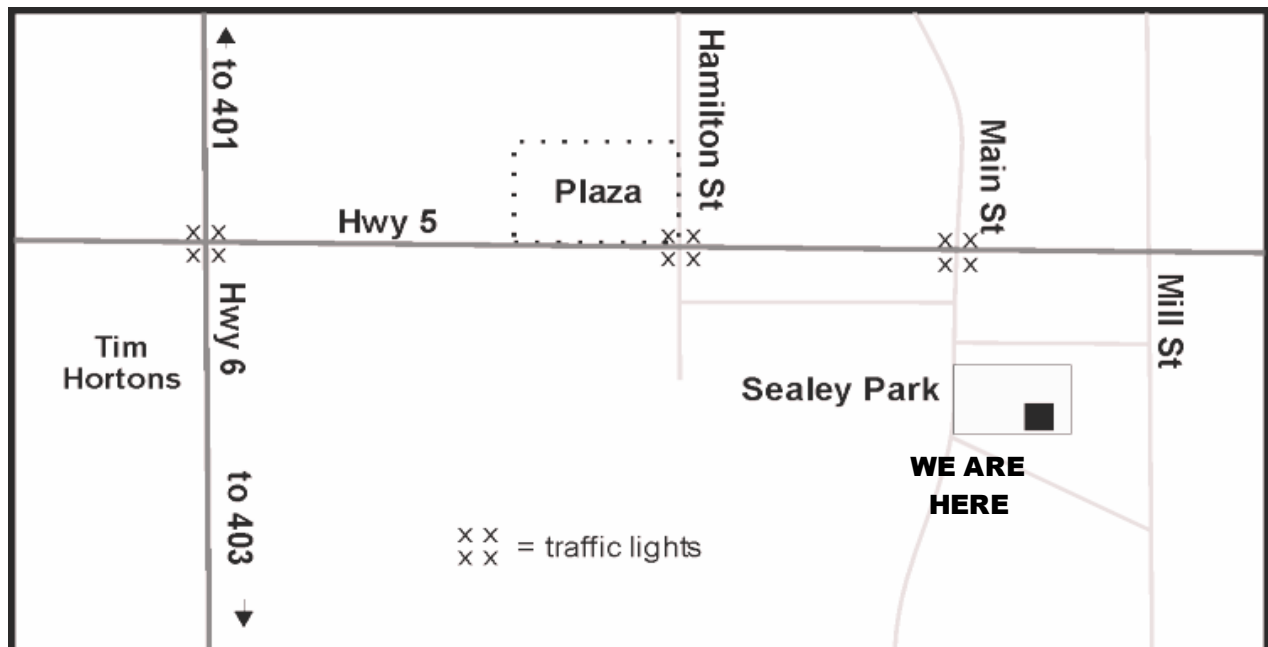 to 401
Hamilton St
Main St
Plaza
Hwy 5
x x
x x
x x
x x
x x
x x
Hwy 6
Mill St
Tim
Hortons
Sealey Park
WE ARE
HERE
to 403
x x
x x = traffic lights